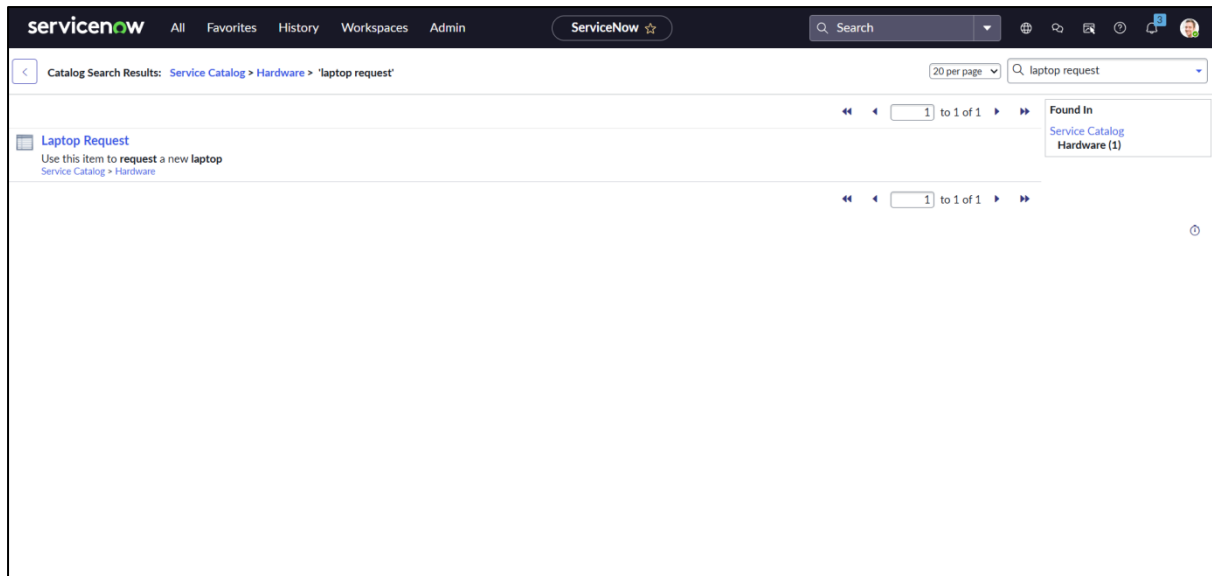 servicenow All Favorites History Workspaces Admin ServiceNow Search 3
Catalog Search Results: Service Catalog > Hardware > 'laptop request' 20 per page laptop request
1 to 1 of 1
Found In
Service Catalog
Hardware (1)
Laptop Request
Use this item to request a new laptop
Service Catalog > Hardware
1 to 1 of 1